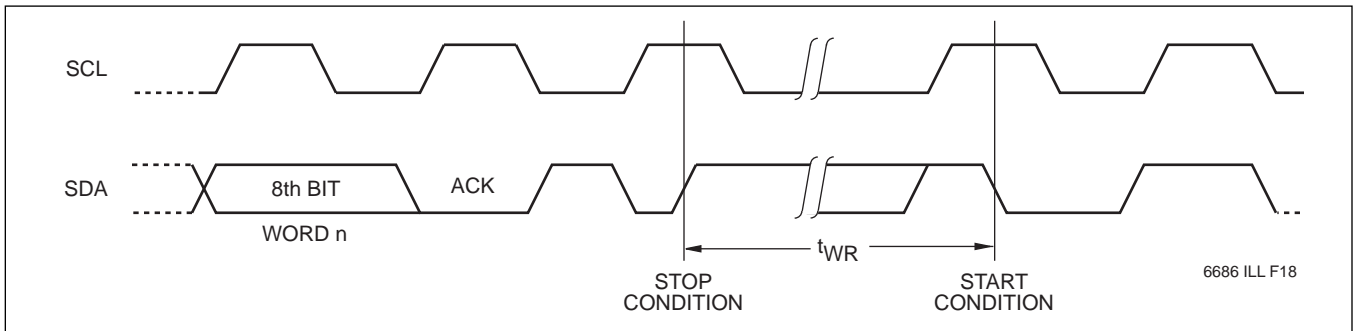 SCL
SDA
8th BIT
ACK
WORD n
tWR
STOP
CONDITION
START
CONDITION
6686 ILL F18